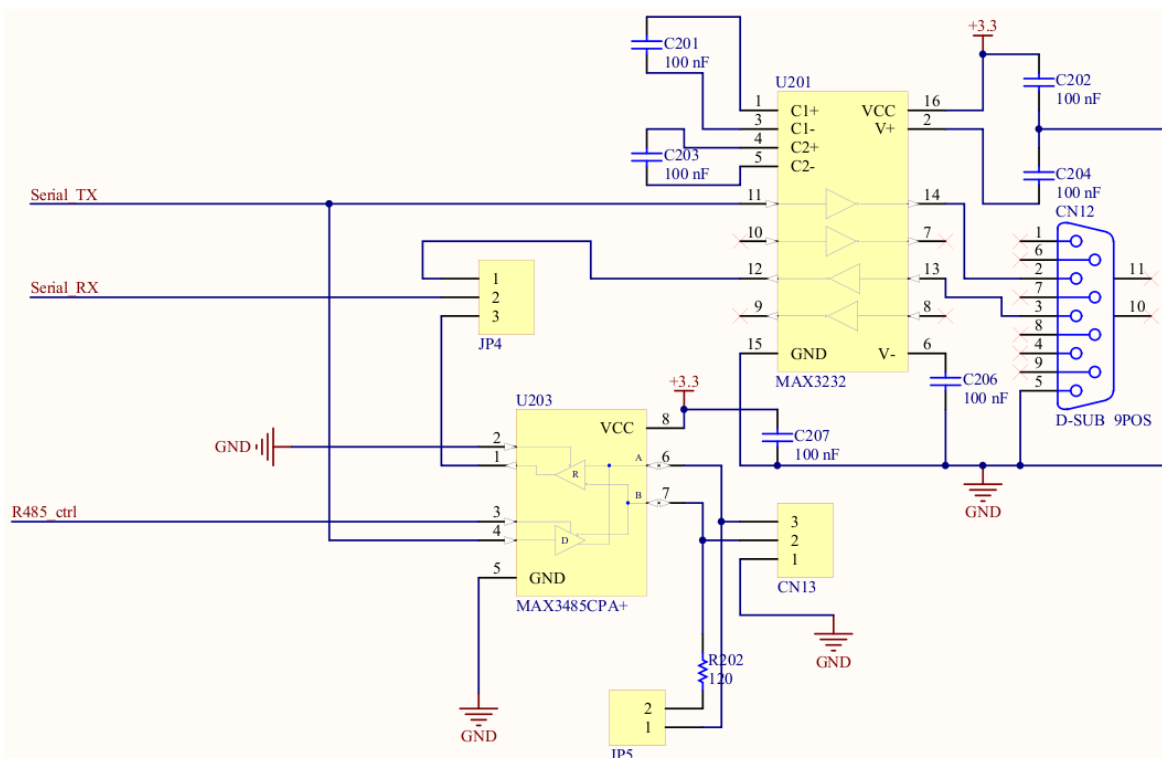 C201
100 nF
+3.3
C202
100 nF
U201
1
3
4
5
C1+
C1-
C2+
C2-
VCC
V+
16
2
C203
100 nF
C204
100 nF
Serial_TX
11
14
10
7
12
13
9
8
15
GND
V-
6
MAX3232
CN12
1
6
2
7
3
8
4
9
5
11
10
D-SUB 9POS
Serial_RX
1
2
3
JP4
C206
100 nF
+3.3
U203
VCC
8
C207
100 nF
GND
2
1
R
A
6
B
7
GND
R485_ctrl
3
4
D
5
GND
MAX3485CPA+
3
2
1
CN13
GND
R202
120
2
1
JP5
GND